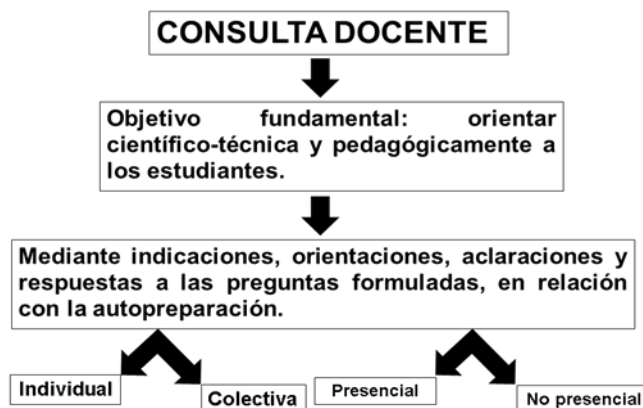 CONSULTA DOCENTE
Objetivo fundamental: orientar
científico-técnica y pedagógicamente a
los estudiantes.
Mediante indicaciones, orientaciones, aclaraciones y
respuestas a las preguntas formuladas, en relación
con la autopreparación.
Individual
Colectiva
Presencial
No presencial